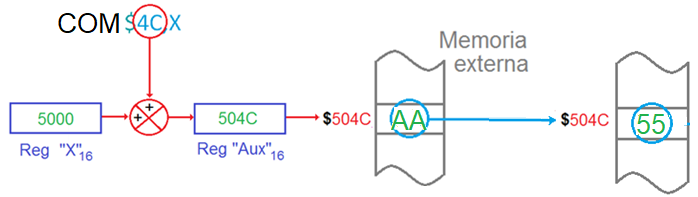 COM $4C,X
Memoria
externa
+
+
5000
504C
$504C
AA
$504C
55
Reg "X"16
Reg "Aux"16